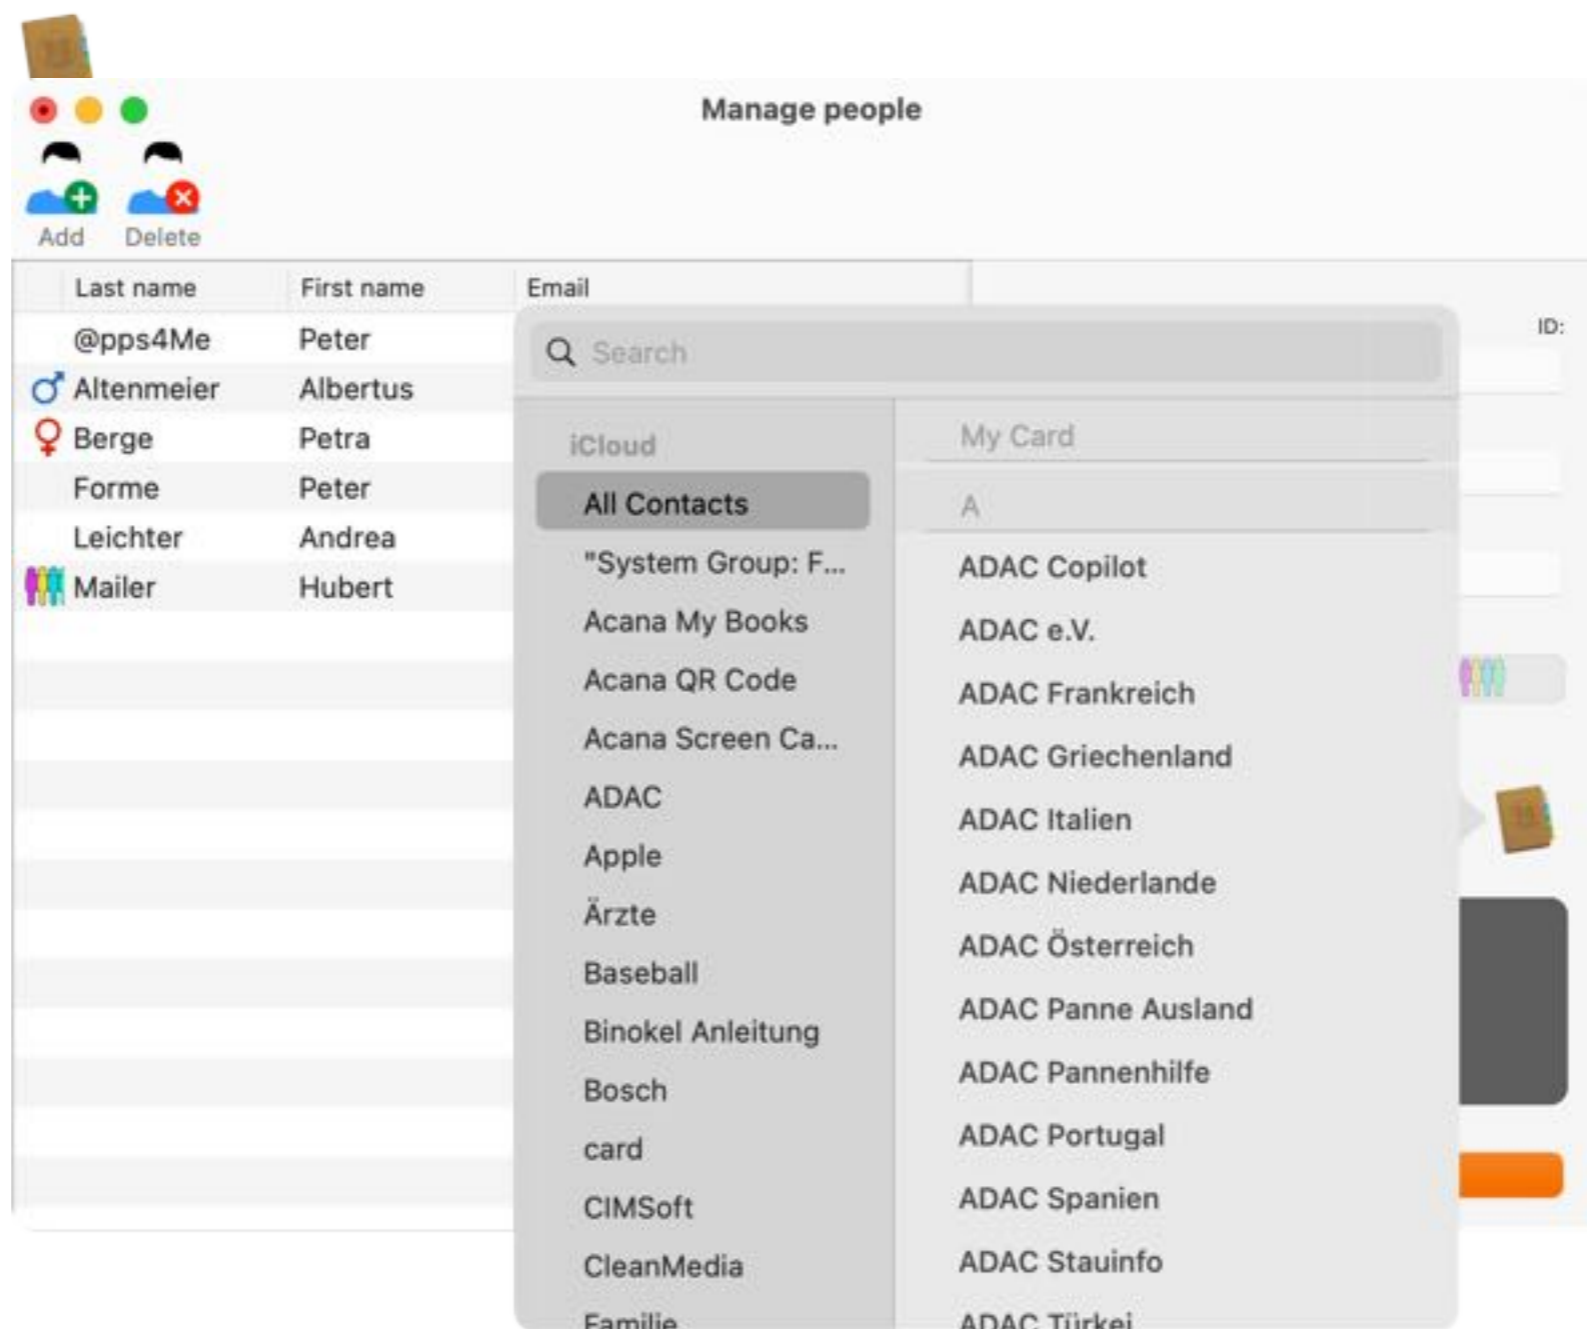 Manage people
Add Delete
Last name First name Email
ID:
@pps4Me Peter
Altenmeier Albertus
Berge Petra
Forme Peter
Leichter Andrea
Mailer Hubert
Search
iCloud
All Contacts
"System Group: F...
Acana My Books
Acana QR Code
Acana Screen Ca...
ADAC
Apple
Ärzte
Baseball
Binokel Anleitung
Bosch
card
CIMSoft
CleanMedia
Familie
My Card
A
ADAC Copilot
ADAC e.V.
ADAC Frankreich
ADAC Griechenland
ADAC Italien
ADAC Niederlande
ADAC Österreich
ADAC Panne Ausland
ADAC Pannenhilfe
ADAC Portugal
ADAC Spanien
ADAC Stauinfo
ADAC Türkei